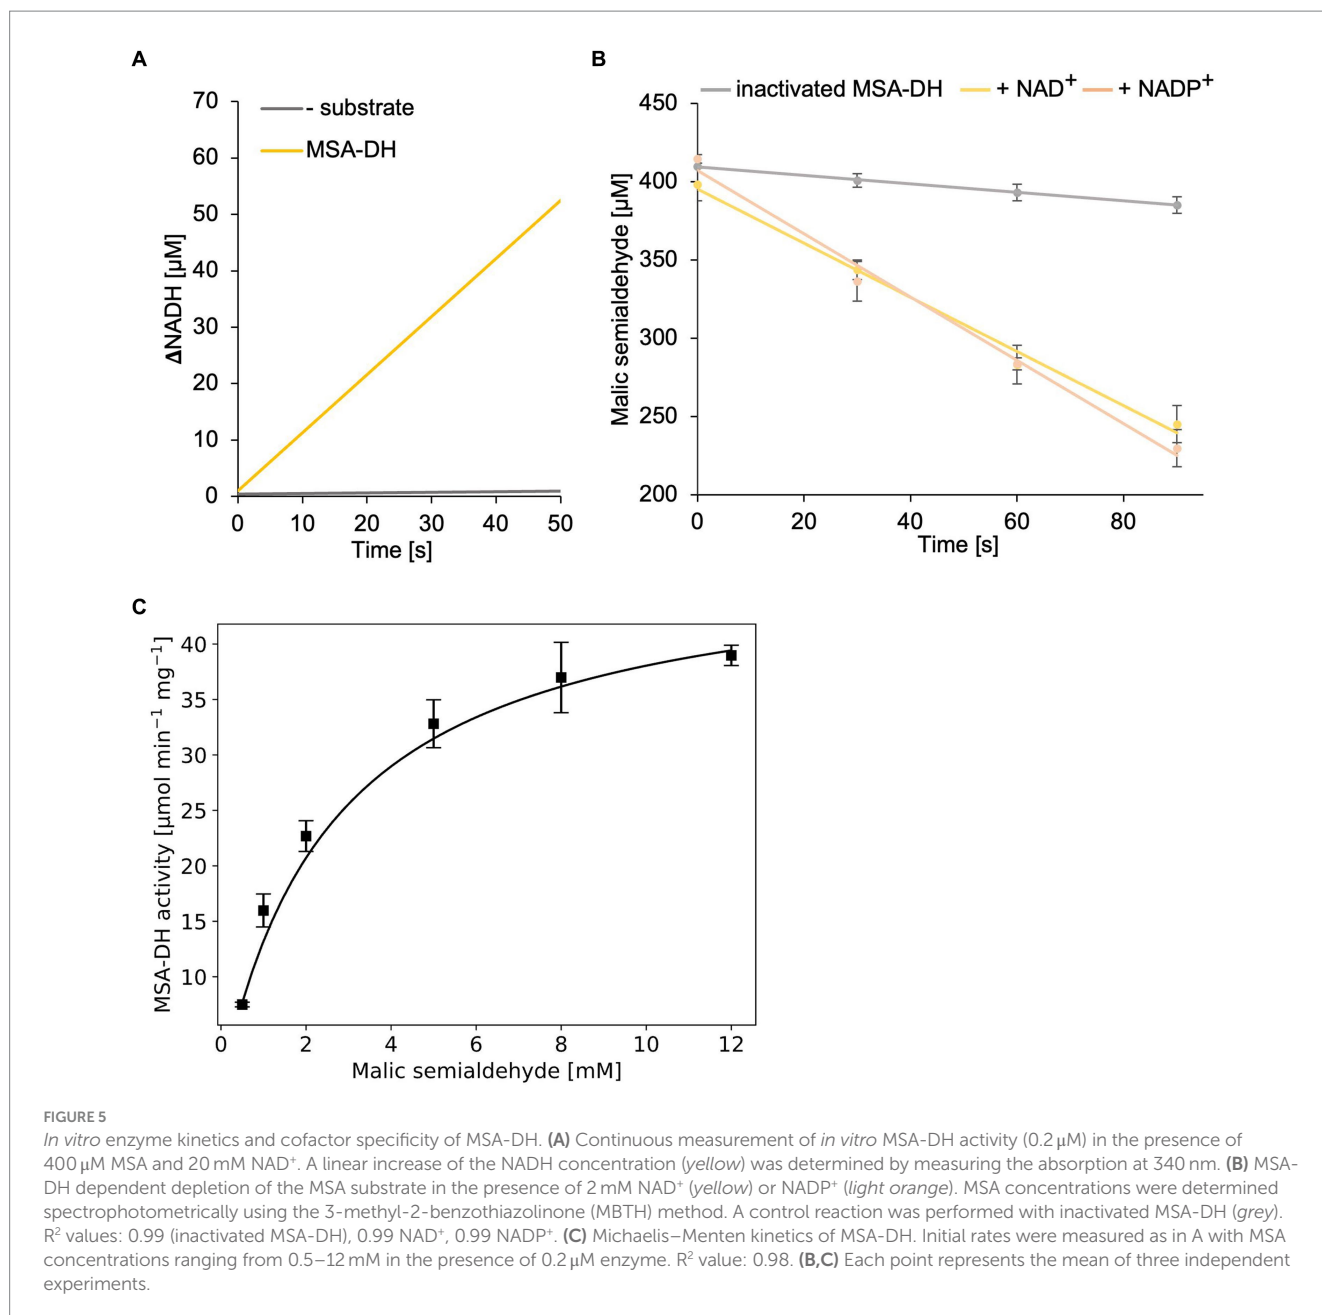 A
70
60
50
40
30
20
10
0
ΔNADH [μM]
- substrate
MSA-DH
0 10 20 30 40 50
Time [s]
B
inactivated MSA-DH + NAD⁺ + NADP⁺
450
400
350
300
250
200
Malic semialdehyde [μM]
0 20 40 60 80
Time [s]
C
40
35
30
25
20
15
10
MSA-DH activity [μmol min⁻¹ mg⁻¹]
0 2 4 6 8 10 12
Malic semialdehyde [mM]
FIGURE 5
In vitro enzyme kinetics and cofactor specificity of MSA-DH. (A) Continuous measurement of in vitro MSA-DH activity (0.2 μM) in the presence of
400 μM MSA and 20 mM NAD⁺. A linear increase of the NADH concentration (yellow) was determined by measuring the absorption at 340 nm. (B) MSA-
DH dependent depletion of the MSA substrate in the presence of 2 mM NAD⁺ (yellow) or NADP⁺ (light orange). MSA concentrations were determined
spectrophotometrically using the 3-methyl-2-benzothiazolinone (MBTH) method. A control reaction was performed with inactivated MSA-DH (grey).
R² values: 0.99 (inactivated MSA-DH), 0.99 NAD⁺, 0.99 NADP⁺. (C) Michaelis–Menten kinetics of MSA-DH. Initial rates were measured as in A with MSA
concentrations ranging from 0.5–12 mM in the presence of 0.2 μM enzyme. R² value: 0.98. (B,C) Each point represents the mean of three independent
experiments.